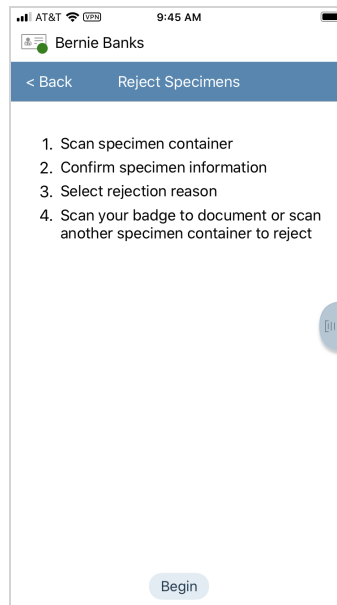 AT&T VPN 9:45 AM
Bernie Banks
< Back Reject Specimens
1. Scan specimen container
2. Confirm specimen information
3. Select rejection reason
4. Scan your badge to document or scan
another specimen container to reject
Begin